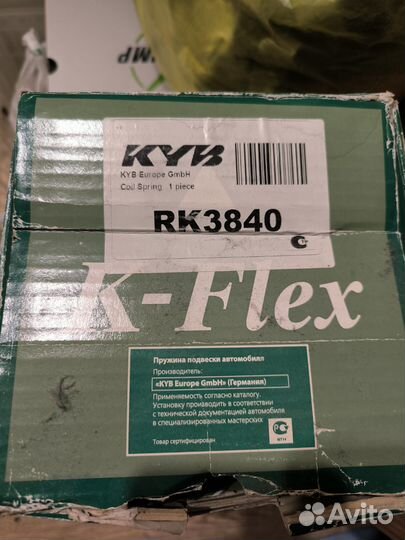 MP
KYB
KYB Europe GmbH
Coil Spring 1 piece
RK3840
K-Flex
Пружина подвески автомобиля
Производитель:
«KYB Europe GmbH» (Германия)
Применяемость согласно каталогу.
Установку производить в соответствии
с технической документацией автомобиля
в специализированных мастерских
Товар сертифицирован
Avito